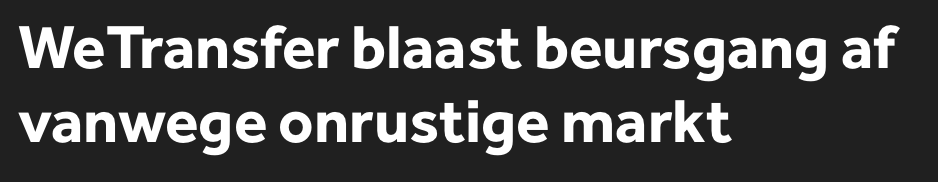 WeTransfer blaast beursgang af
vanwege onrustige markt